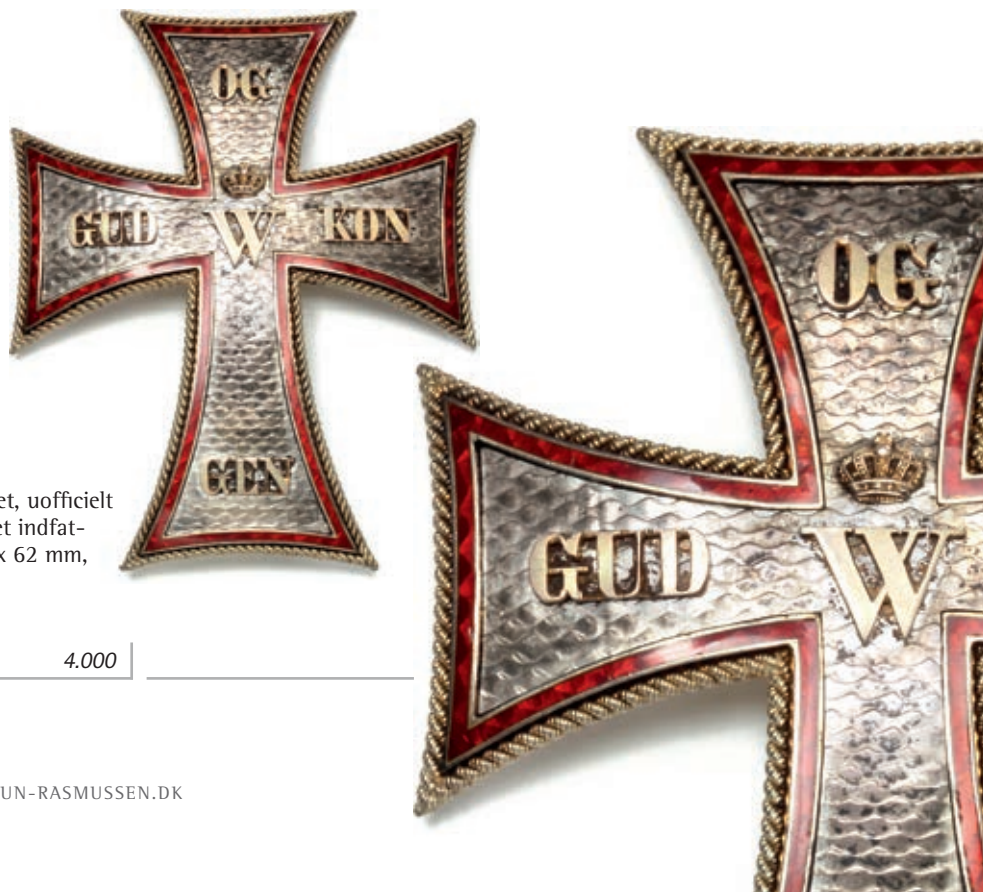 OG
GUD W KON
GEN
et, uofficielt
et indfat-
x 62 mm,
4.000
UN-RASMUSSEN.DK
OG
GUD W